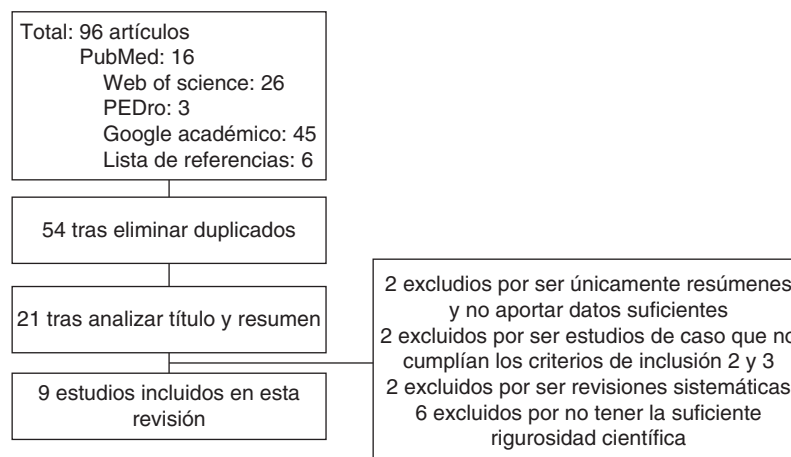 Total: 96 artículos
PubMed: 16
Web of science: 26
PEDro: 3
Google académico: 45
Lista de referencias: 6
54 tras eliminar duplicados
21 tras analizar título y resumen
2 excludios por ser únicamente resúmenes
y no aportar datos suficientes
2 excluidos por ser estudios de caso que no
cumplían los criterios de inclusión 2 y 3
2 excluidos por ser revisiones sistemáticas
6 excluidos por no tener la suficiente
rigurosidad científica
9 estudios incluidos en esta
revisión